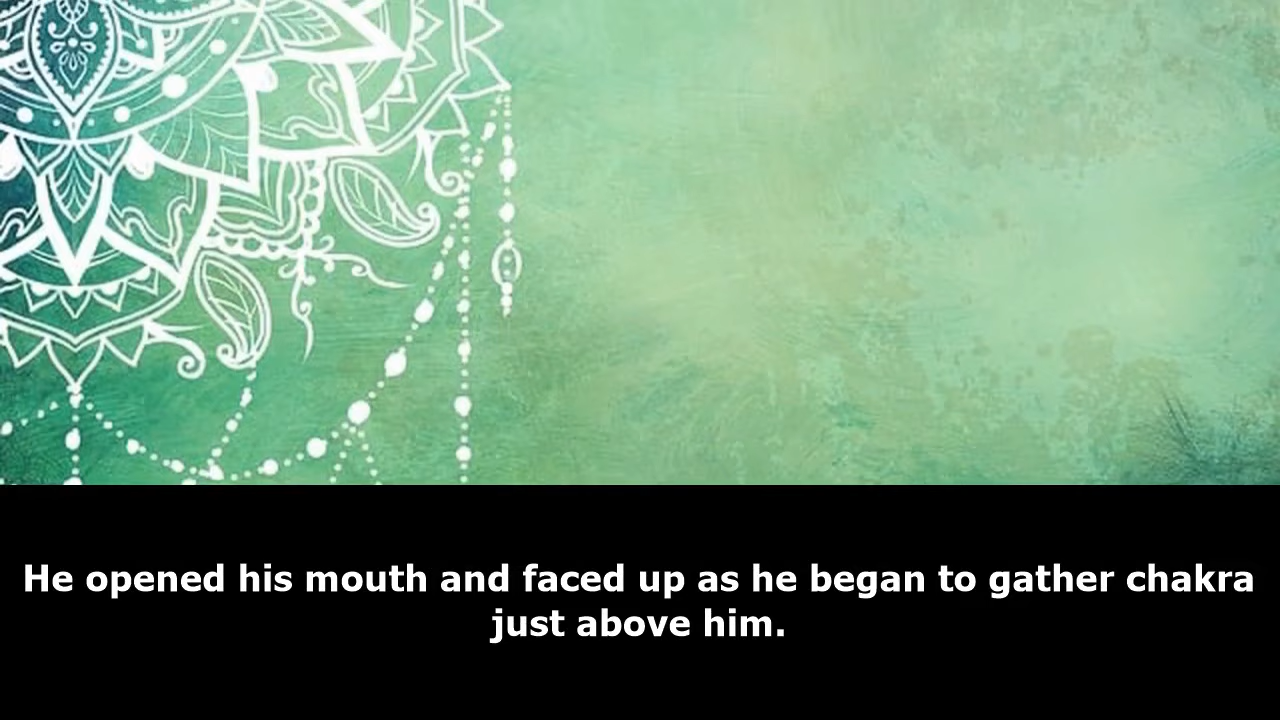 He opened his mouth and faced up as he began to gather chakra
just above him.